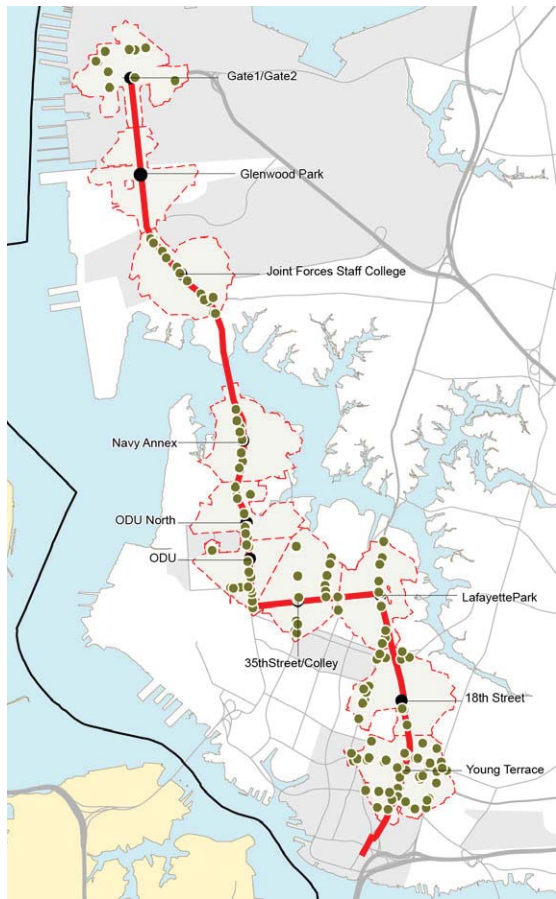 Gate1/Gate2
Glenwood Park
Joint Forces Staff College
Navy Annex
ODU North
ODU
LafayettePark
35thStreet/Colley
18th Street
Young Terrace